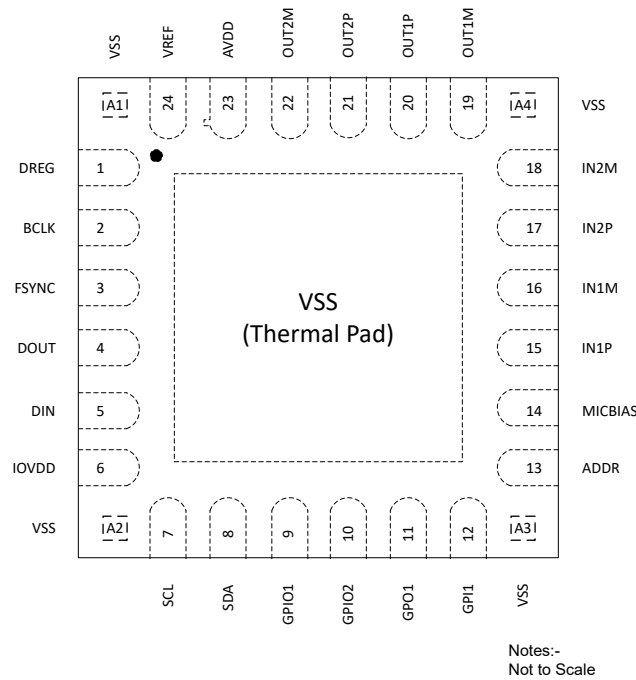 VSS
VREF
AVDD
OUT2M
OUT2P
OUT1P
OUT1M
A1
24
23
22
21
20
19
A4
VSS
DREG
1
18
IN2M
BCLK
2
17
IN2P
FSYNC
3
16
IN1M
VSS
(Thermal Pad)
DOUT
4
15
IN1P
DIN
5
14
MICBIAS
IOVDD
6
13
ADDR
VSS
A2
7
8
9
10
11
12
A3
SCL
SDA
GPIO1
GPIO2
GPO1
GPI1
VSS
Notes:-
Not to Scale